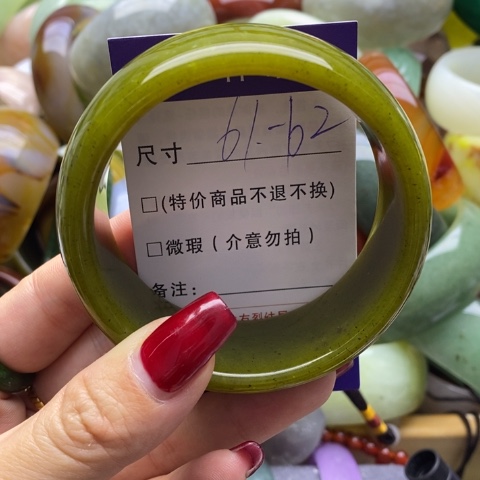 尺寸 61-62
□(特价商品不退不换)
□微瑕(介意勿拍)
备注: